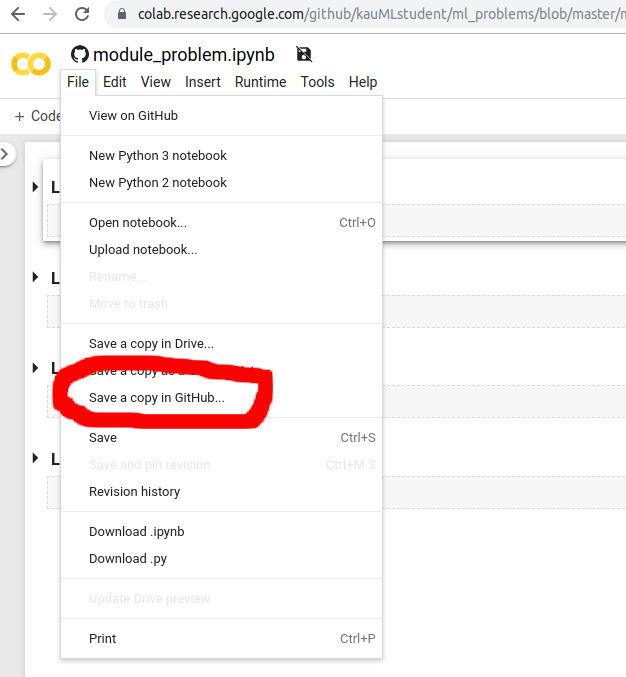 colab.research.google.com/github/kauMLstudent/ml_problems/blob/master/
module_problem.ipynb
File Edit View Insert Runtime Tools Help
+ Code
View on GitHub
New Python 3 notebook
New Python 2 notebook
Open notebook... Ctrl+O
Upload notebook...
Rename...
Move to trash
Save a copy in Drive...
Save a copy as a
Save a copy in GitHub...
Save Ctrl+S
Save and pin revision Ctrl+M S
Revision history
Download .ipynb
Download .py
Update Drive preview
Print Ctrl+P